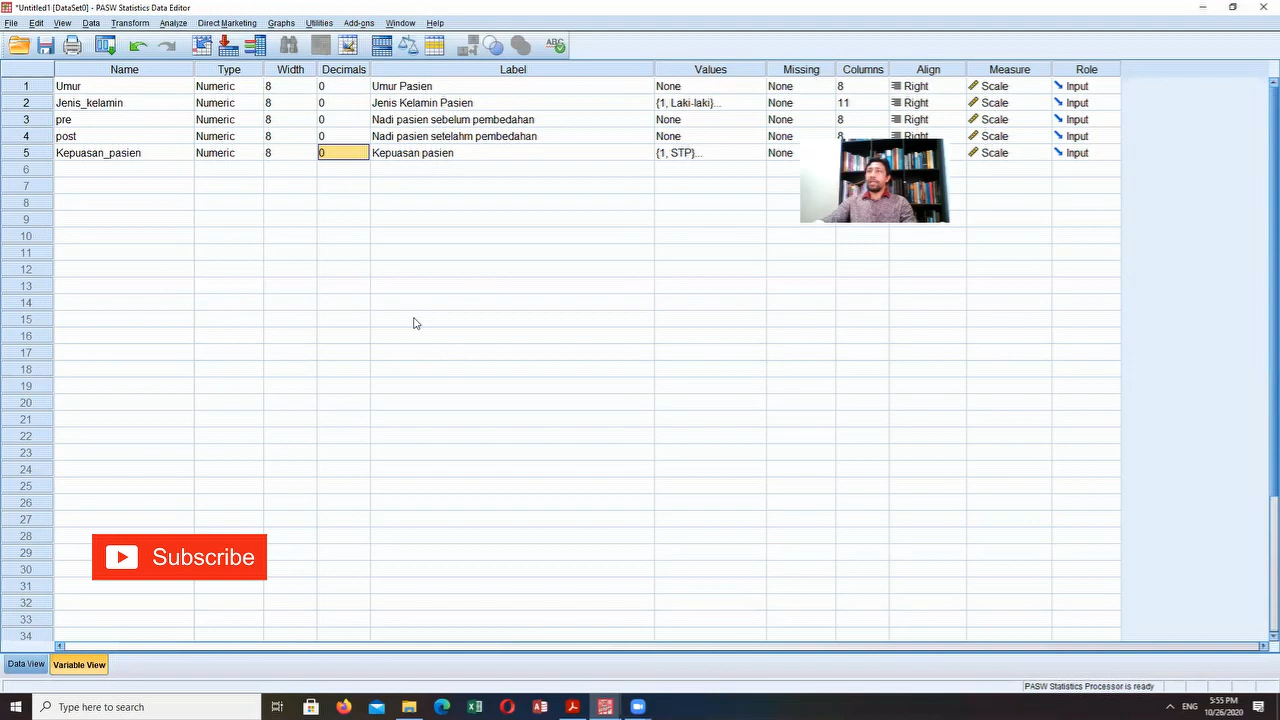 *Untitled1 [DataSet0] - PASW Statistics Data Editor
File Edit View Data Transform Analyze Direct Marketing Graphs Utilities Add-ons Window Help
Name Type Width Decimals Label Values Missing Columns Align Measure Role
1 Umur Numeric 8 0 Umur Pasien None None 8 Right Scale Input
2 Jenis_kelamin Numeric 8 0 Jenis Kelamin Pasien {1, Laki-laki}... None 11 Right Scale Input
3 pre Numeric 8 0 Nadi pasien sebelum pembedahan None None 8 Right Scale Input
4 post Numeric 8 0 Nadi pasien setelahm pembedahan None None 8 Right Scale Input
5 Kepuasan_pasien Numeric 8 0 Kepuasan pasien {1, STP}... None Scale Input
6
7
8
9
10
11
12
13
14
15
16
17
18
19
20
21
22
23
24
25
26
27
28
29
30
31
32
33
34
Subscribe
Data View Variable View
PASW Statistics Processor is ready
Type here to search
ENG
5:55 PM
10/26/2020